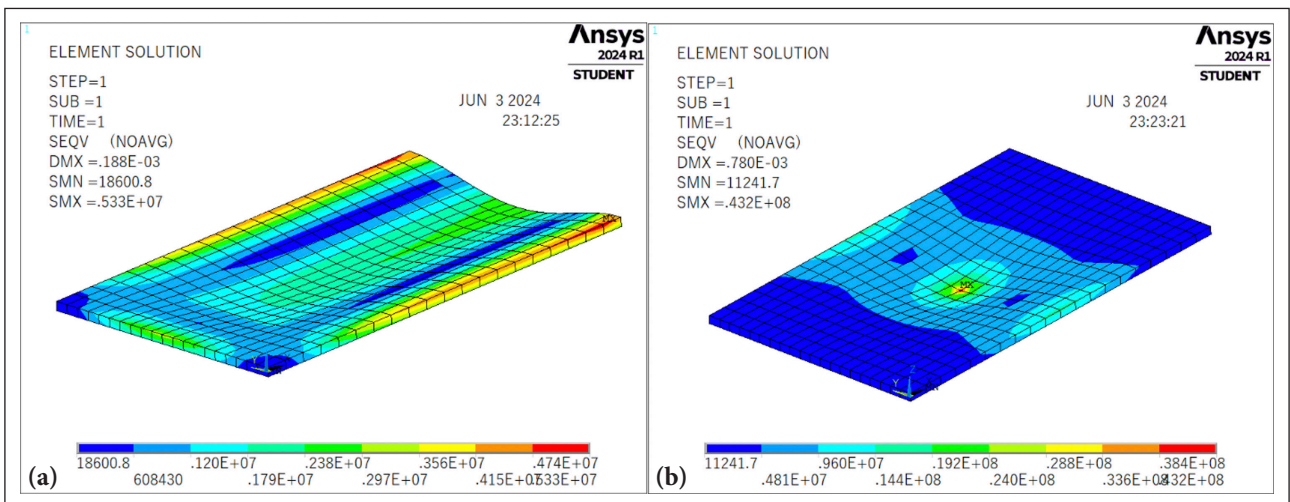 1
Ansys
2024 R1
STUDENT
ELEMENT SOLUTION
STEP=1
SUB =1
TIME=1
SEQV (NOAVG)
DMX =.188E-03
SMN =18600.8
SMX =.533E+07
JUN 3 2024
23:12:25
MX
Z
Y
18600.8 .120E+07 .238E+07 .356E+07 .474E+07
608430 .179E+07 .297E+07 .415E+07 .533E+07
(a)
1
Ansys
2024 R1
STUDENT
ELEMENT SOLUTION
STEP=1
SUB =1
TIME=1
SEQV (NOAVG)
DMX =.780E-03
SMN =11241.7
SMX =.432E+08
JUN 3 2024
23:23:21
MX
Z
Y
11241.7 .960E+07 .192E+08 .288E+08 .384E+08
.481E+07 .144E+08 .240E+08 .336E+08 .432E+08
(b)